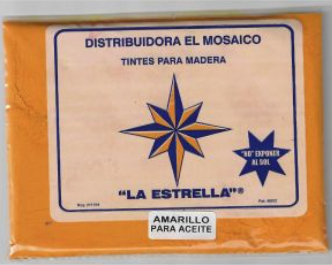 DISTRIBUIDORA EL MOSAICO
TINTES PARA MADERA
"NO" EXPONER
AL SOL
"LA ESTRELLA"®
AMARILLO
PARA ACEITE